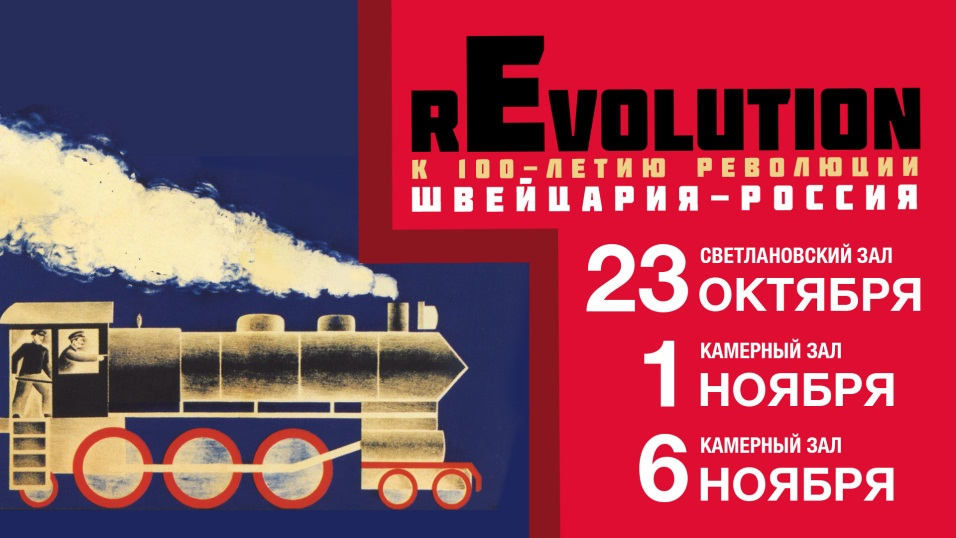 rEvolution
К 100-ЛЕТИЮ РЕВОЛЮЦИИ
ШВЕЙЦАРИЯ-РОССИЯ
СВЕТЛАНОВСКИЙ ЗАЛ
23 ОКТЯБРЯ
КАМЕРНЫЙ ЗАЛ
1 НОЯБРЯ
КАМЕРНЫЙ ЗАЛ
6 НОЯБРЯ